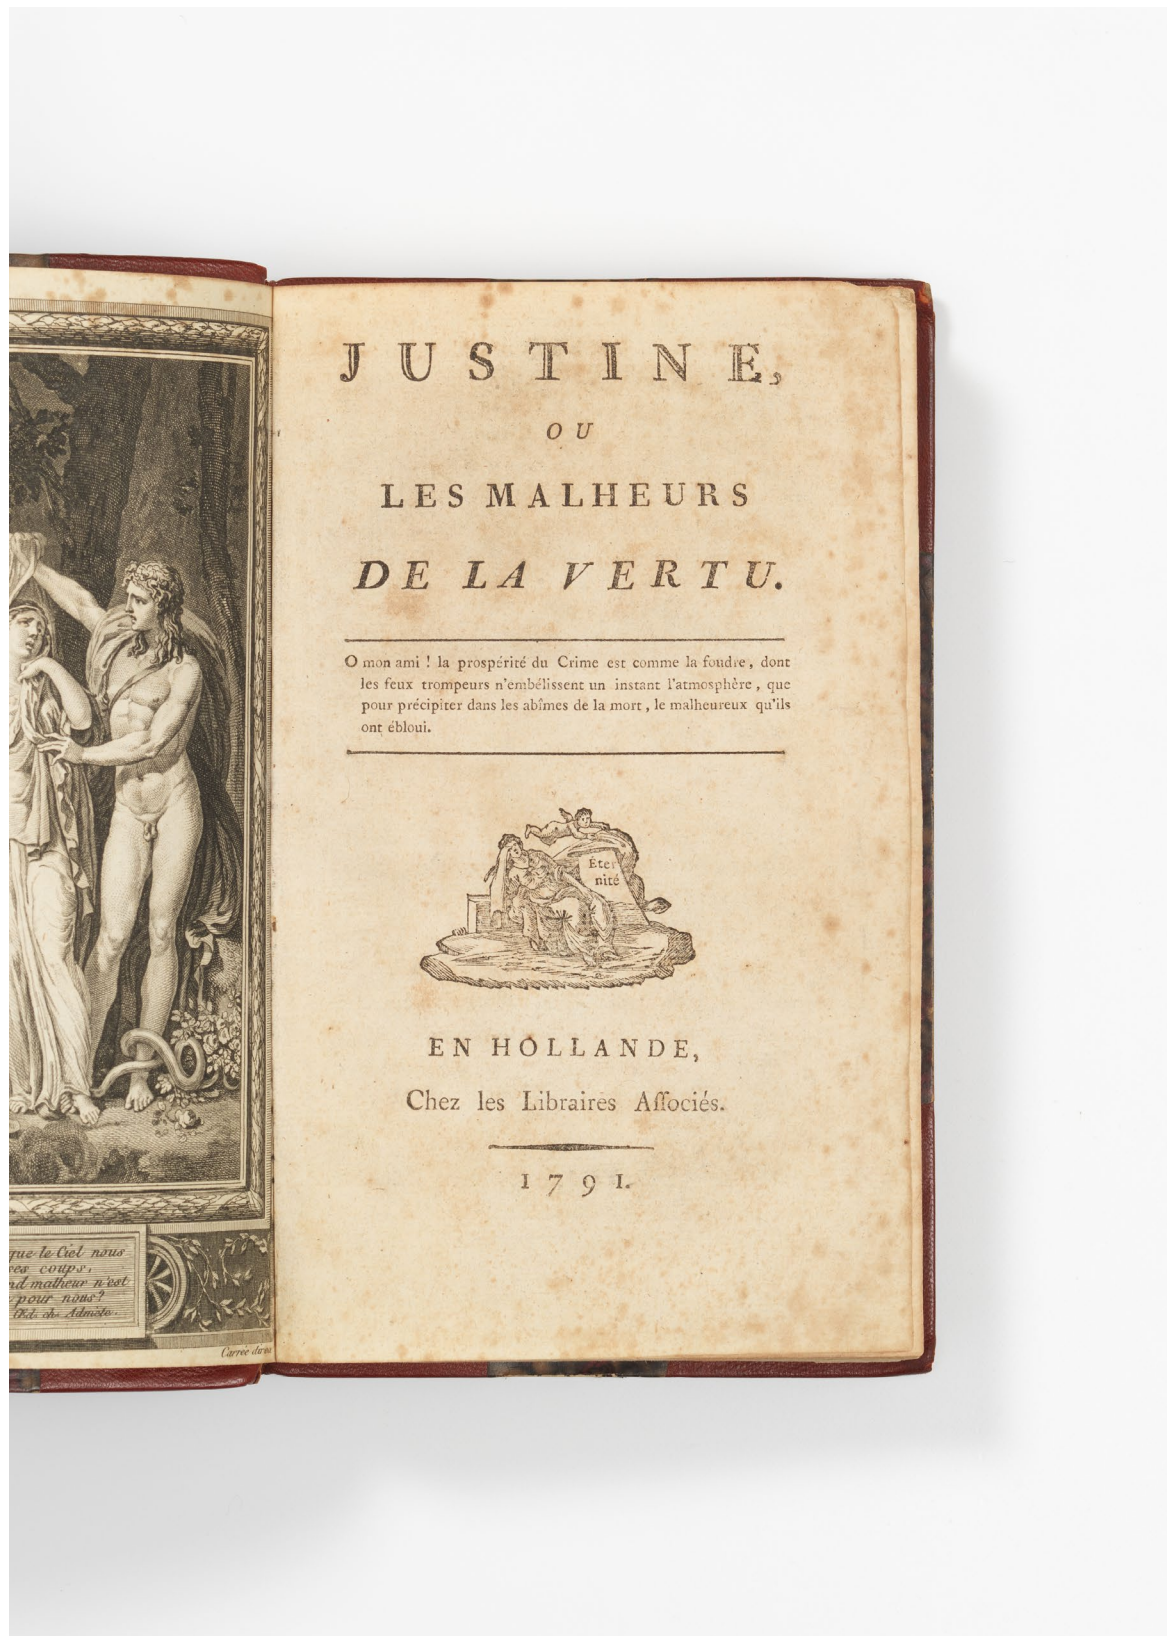 JUSTINE,
OU
LES MALHEURS
DE LA VERTU.
O mon ami ! la prospérité du Crime est comme la foudre, dont
les feux trompeurs n'embélissent un instant l'atmosphère, que
pour précipiter dans les abîmes de la mort, le malheureux qu'ils
ont ébloui.
Éter
nité
EN HOLLANDE,
Chez les Libraires Aſſociés.
1791.
que le Ciel nous
coups,
malheur n'est
pour nous?
ch. Admete.
Carrée